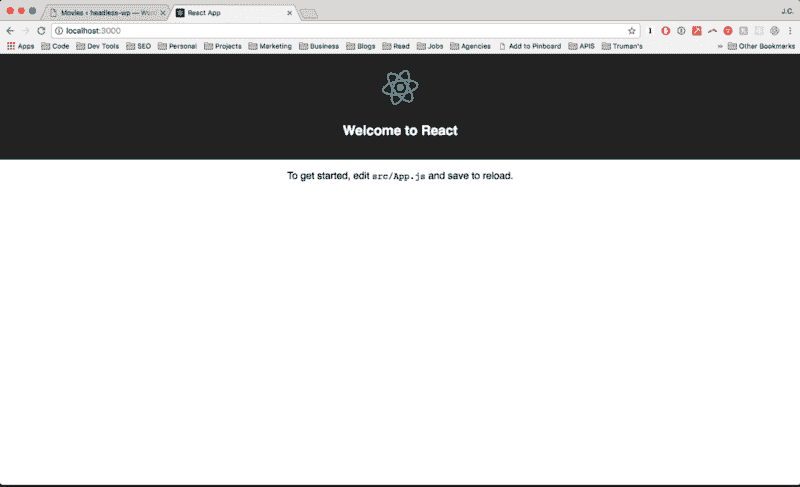 Movies ‹ headless-wp — Word
React App
J.C.
localhost:3000
Apps Code Dev Tools SEO Personal Projects Marketing Business Blogs Read Jobs Agencies Add to Pinboard APIS Truman's » Other Bookmarks
Welcome to React
To get started, edit src/App.js and save to reload.